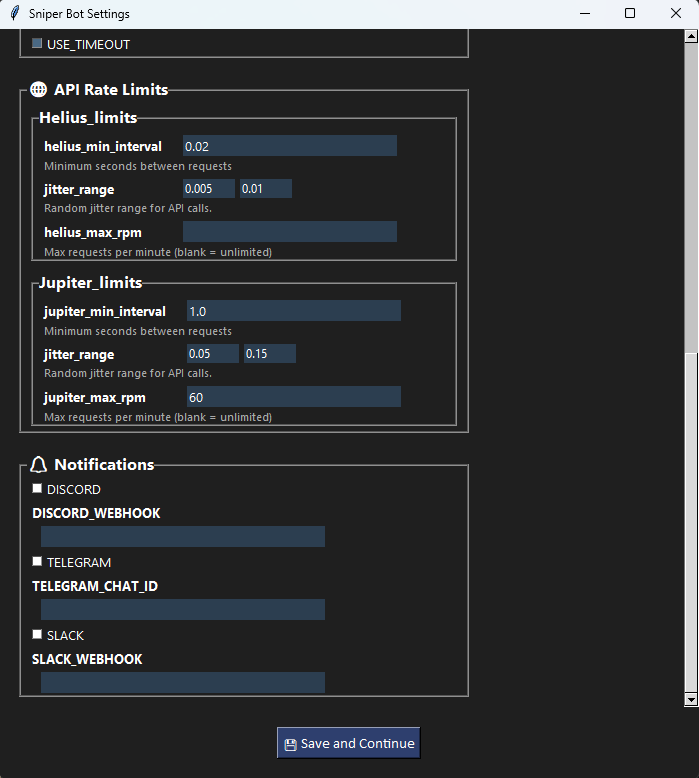 Sniper Bot Settings
USE_TIMEOUT
API Rate Limits
Helius_limits
helius_min_interval 0.02
Minimum seconds between requests
jitter_range 0.005 0.01
Random jitter range for API calls.
helius_max_rpm
Max requests per minute (blank = unlimited)
Jupiter_limits
jupiter_min_interval 1.0
Minimum seconds between requests
jitter_range 0.05 0.15
Random jitter range for API calls.
jupiter_max_rpm 60
Max requests per minute (blank = unlimited)
Notifications
DISCORD
DISCORD_WEBHOOK
TELEGRAM
TELEGRAM_CHAT_ID
SLACK
SLACK_WEBHOOK
Save and Continue